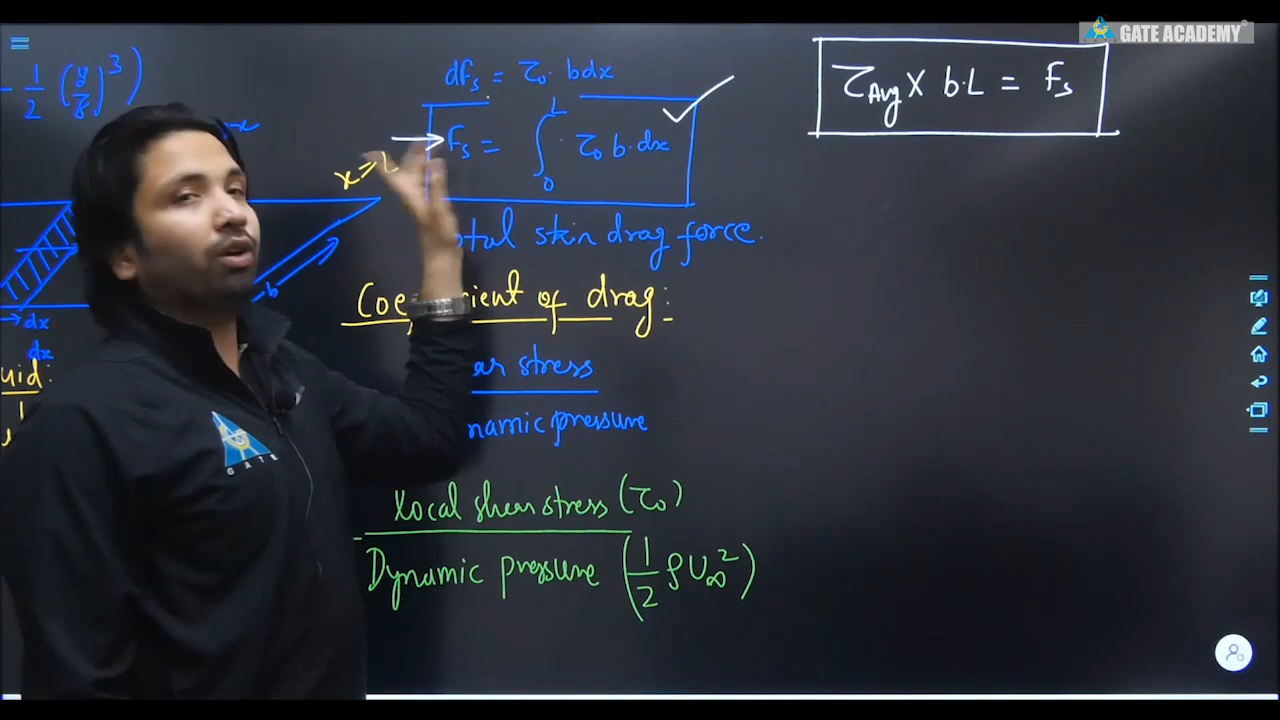 GATE ACADEMY®
- 1/2 (y/δ)³)
x
x = L
b
→ dx
dx
uid:
1
dFs = τ₀ · bdx
Fs = ∫₀ᴸ τ₀ b·dx
otal skin drag force.
Coe ient of drag:
ar stress
namic pressure
Local shear stress (τ₀)
Dynamic pressure (1/2 ρU∞²)
τAvg × b·L = Fs
GATE